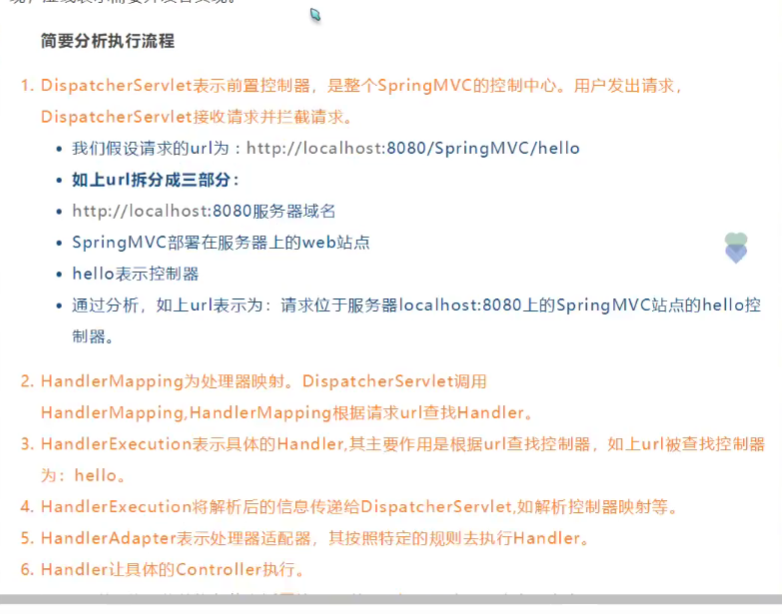 简要分析执行流程
1. DispatcherServlet表示前置控制器，是整个SpringMVC的控制中心。用户发出请求，
DispatcherServlet接收请求并拦截请求。
• 我们假设请求的url为 : http://localhost:8080/SpringMVC/hello
• 如上url拆分成三部分：
• http://localhost:8080服务器域名
• SpringMVC部署在服务器上的web站点
• hello表示控制器
• 通过分析，如上url表示为：请求位于服务器localhost:8080上的SpringMVC站点的hello控
制器。
2. HandlerMapping为处理器映射。DispatcherServlet调用
HandlerMapping,HandlerMapping根据请求url查找Handler。
3. HandlerExecution表示具体的Handler,其主要作用是根据url查找控制器，如上url被查找控制器
为：hello。
4. HandlerExecution将解析后的信息传递给DispatcherServlet,如解析控制器映射等。
5. HandlerAdapter表示处理器适配器，其按照特定的规则去执行Handler。
6. Handler让具体的Controller执行。